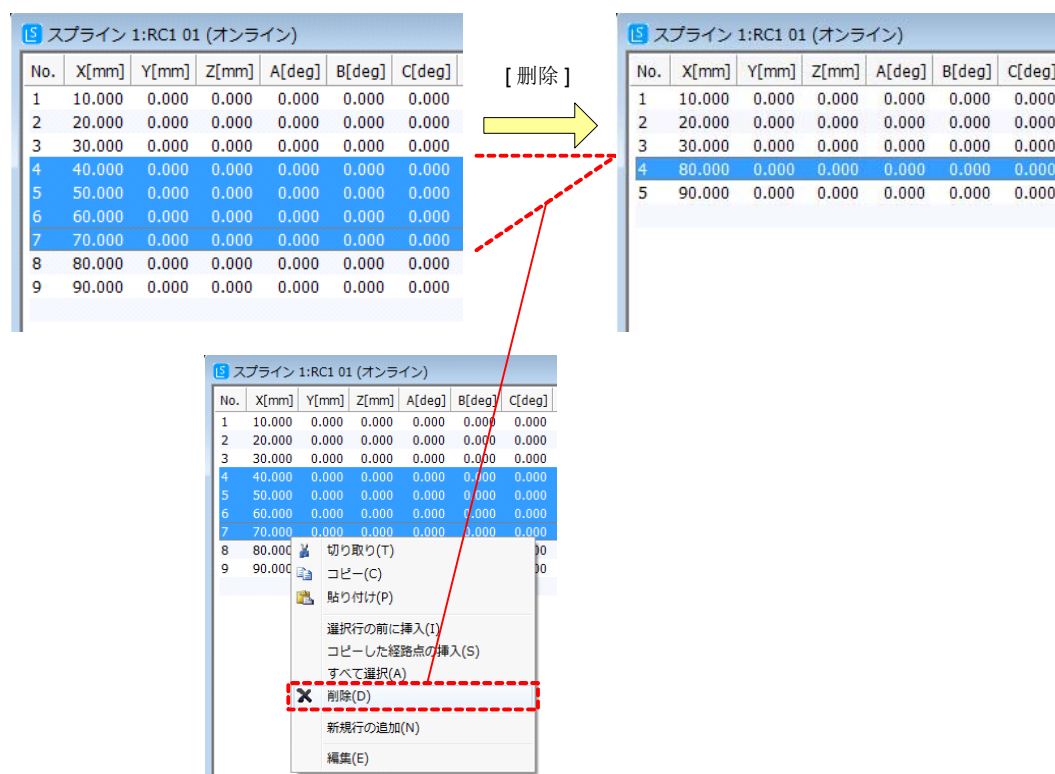 スプライン 1:RC1 01 (オンライン)
No. X[mm] Y[mm] Z[mm] A[deg] B[deg] C[deg]
1 10.000 0.000 0.000 0.000 0.000 0.000
2 20.000 0.000 0.000 0.000 0.000 0.000
3 30.000 0.000 0.000 0.000 0.000 0.000
4 40.000 0.000 0.000 0.000 0.000 0.000
5 50.000 0.000 0.000 0.000 0.000 0.000
6 60.000 0.000 0.000 0.000 0.000 0.000
7 70.000 0.000 0.000 0.000 0.000 0.000
8 80.000 0.000 0.000 0.000 0.000 0.000
9 90.000 0.000 0.000 0.000 0.000 0.000
[删除]
スプライン 1:RC1 01 (オンライン)
No. X[mm] Y[mm] Z[mm] A[deg] B[deg] C[deg]
1 10.000 0.000 0.000 0.000 0.000 0.000
2 20.000 0.000 0.000 0.000 0.000 0.000
3 30.000 0.000 0.000 0.000 0.000 0.000
4 80.000 0.000 0.000 0.000 0.000 0.000
5 90.000 0.000 0.000 0.000 0.000 0.000
スプライン 1:RC1 01 (オンライン)
No. X[mm] Y[mm] Z[mm] A[deg] B[deg] C[deg]
1 10.000 0.000 0.000 0.000 0.000 0.000
2 20.000 0.000 0.000 0.000 0.000 0.000
3 30.000 0.000 0.000 0.000 0.000 0.000
4 40.000 0.000 0.000 0.000 0.000 0.000
5 50.000 0.000 0.000 0.000 0.000 0.000
6 60.000 0.000 0.000 0.000 0.000 0.000
7 70.000 0.000 0.000 0.000 0.000 0.000
8 80.000
9 90.000
切り取り(T)
コピー(C)
貼り付け(P)
選択行の前に挿入(I)
コピーした経路点の挿入(S)
すべて選択(A)
削除(D)
新規行の追加(N)
編集(E)